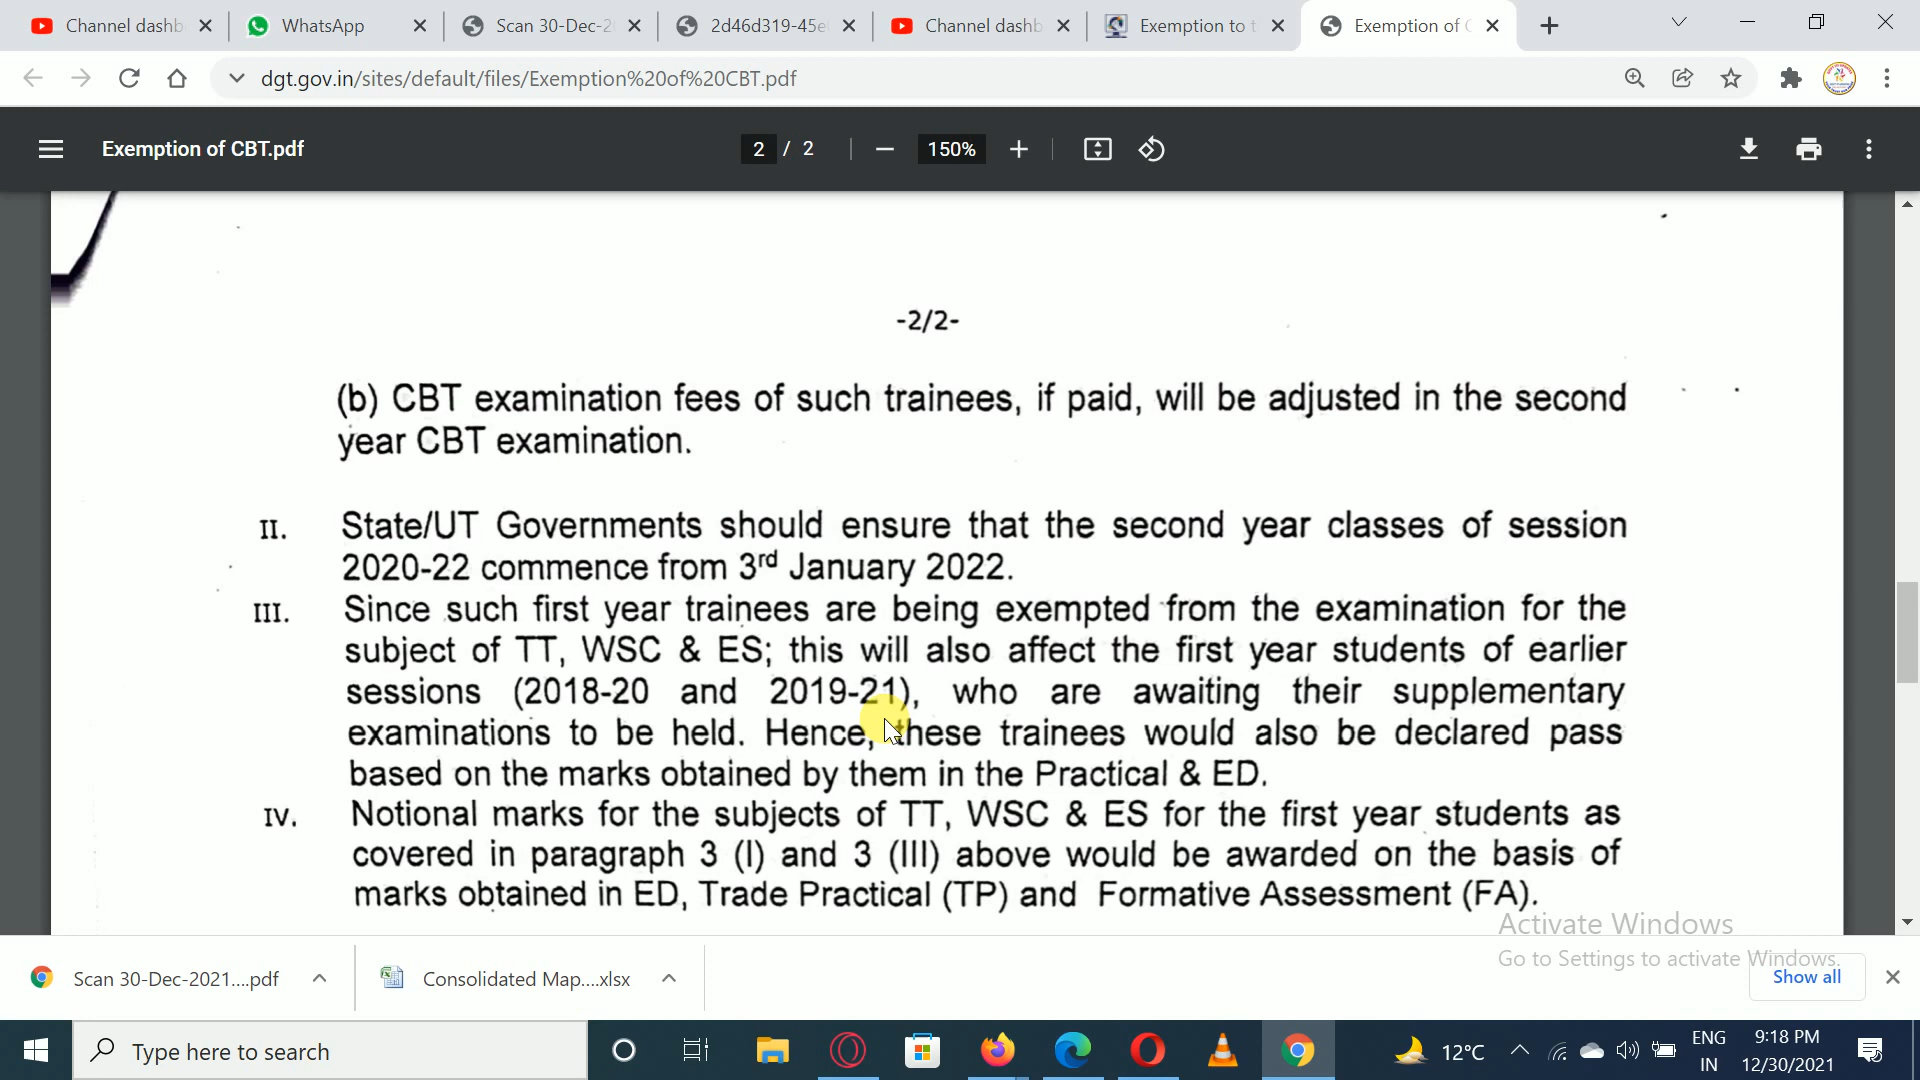 Channel dashb
WhatsApp
Scan 30-Dec-2
2d46d319-45e
Channel dashb
Exemption to t
Exemption of C
dgt.gov.in/sites/default/files/Exemption%20of%20CBT.pdf
Exemption of CBT.pdf
2 / 2
150%
-2/2-
(b) CBT examination fees of such trainees, if paid, will be adjusted in the second
year CBT examination.
II. State/UT Governments should ensure that the second year classes of session
2020-22 commence from 3rd January 2022.
III. Since such first year trainees are being exempted from the examination for the
subject of TT, WSC & ES; this will also affect the first year students of earlier
sessions (2018-20 and 2019-21), who are awaiting their supplementary
examinations to be held. Hence, these trainees would also be declared pass
based on the marks obtained by them in the Practical & ED.
IV. Notional marks for the subjects of TT, WSC & ES for the first year students as
covered in paragraph 3 (I) and 3 (III) above would be awarded on the basis of
marks obtained in ED, Trade Practical (TP) and Formative Assessment (FA).
Activate Windows
Go to Settings to activate Windows.
Scan 30-Dec-2021....pdf
Consolidated Map....xlsx
Show all
Type here to search
12°C
ENG
IN
9:18 PM
12/30/2021